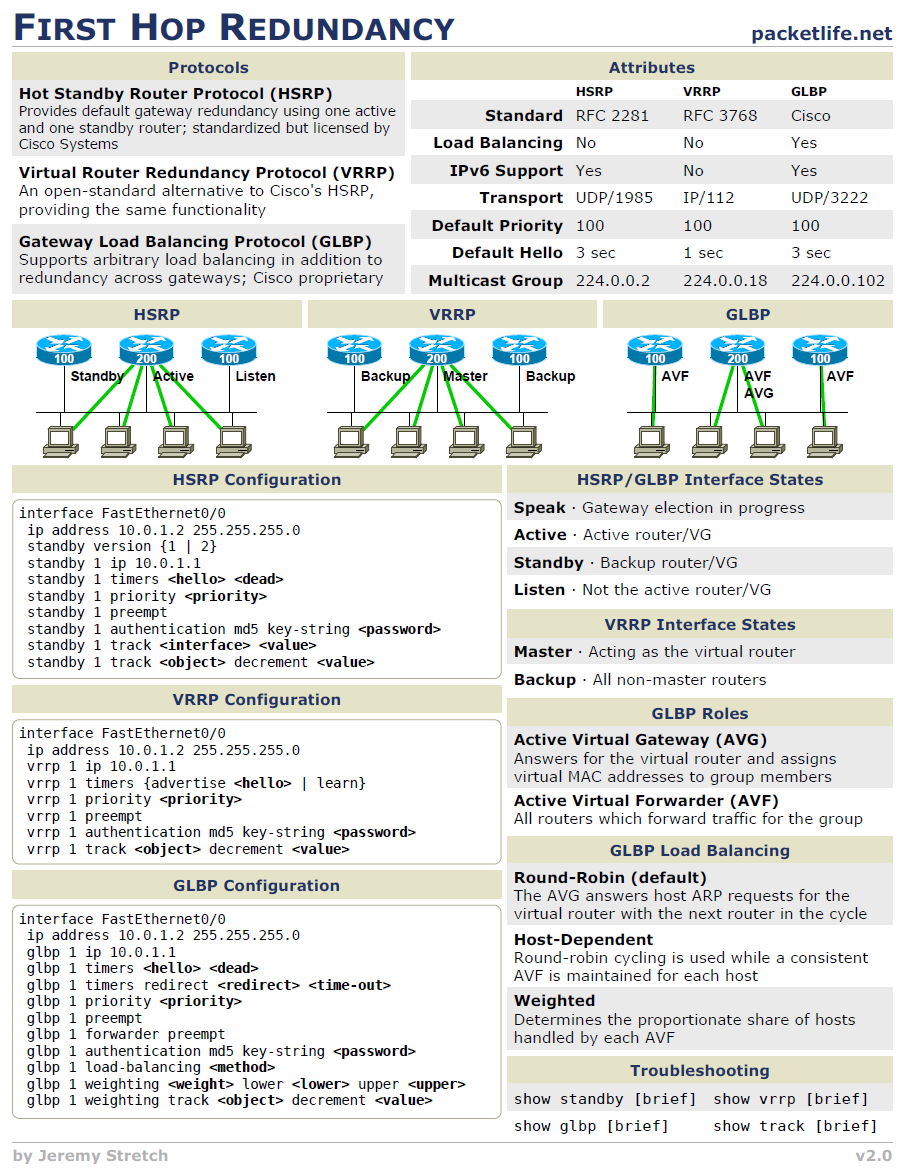 FIRST HOP REDUNDANCY
packetlife.net
Protocols
Hot Standby Router Protocol (HSRP)
Provides default gateway redundancy using one active
and one standby router; standardized but licensed by
Cisco Systems
Virtual Router Redundancy Protocol (VRRP)
An open-standard alternative to Cisco's HSRP,
providing the same functionality
Gateway Load Balancing Protocol (GLBP)
Supports arbitrary load balancing in addition to
redundancy across gateways; Cisco proprietary
Attributes
HSRP VRRP GLBP
Standard RFC 2281 RFC 3768 Cisco
Load Balancing No No Yes
IPv6 Support Yes No Yes
Transport UDP/1985 IP/112 UDP/3222
Default Priority 100 100 100
Default Hello 3 sec 1 sec 3 sec
Multicast Group 224.0.0.2 224.0.0.18 224.0.0.102
HSRP
100 200 100
Standby Active Listen
VRRP
100 200 100
Backup Master Backup
GLBP
100 200 100
AVF AVF AVF
AVG
HSRP Configuration
interface FastEthernet0/0
ip address 10.0.1.2 255.255.255.0
standby version {1 | 2}
standby 1 ip 10.0.1.1
standby 1 timers <hello> <dead>
standby 1 priority <priority>
standby 1 preempt
standby 1 authentication md5 key-string <password>
standby 1 track <interface> <value>
standby 1 track <object> decrement <value>
VRRP Configuration
interface FastEthernet0/0
ip address 10.0.1.2 255.255.255.0
vrrp 1 ip 10.0.1.1
vrrp 1 timers {advertise <hello> | learn}
vrrp 1 priority <priority>
vrrp 1 preempt
vrrp 1 authentication md5 key-string <password>
vrrp 1 track <object> decrement <value>
GLBP Configuration
interface FastEthernet0/0
ip address 10.0.1.2 255.255.255.0
glbp 1 ip 10.0.1.1
glbp 1 timers <hello> <dead>
glbp 1 timers redirect <redirect> <time-out>
glbp 1 priority <priority>
glbp 1 preempt
glbp 1 forwarder preempt
glbp 1 authentication md5 key-string <password>
glbp 1 load-balancing <method>
glbp 1 weighting <weight> lower <lower> upper <upper>
glbp 1 weighting track <object> decrement <value>
HSRP/GLBP Interface States
Speak · Gateway election in progress
Active · Active router/VG
Standby · Backup router/VG
Listen · Not the active router/VG
VRRP Interface States
Master · Acting as the virtual router
Backup · All non-master routers
GLBP Roles
Active Virtual Gateway (AVG)
Answers for the virtual router and assigns
virtual MAC addresses to group members
Active Virtual Forwarder (AVF)
All routers which forward traffic for the group
GLBP Load Balancing
Round-Robin (default)
The AVG answers host ARP requests for the
virtual router with the next router in the cycle
Host-Dependent
Round-robin cycling is used while a consistent
AVF is maintained for each host
Weighted
Determines the proportionate share of hosts
handled by each AVF
Troubleshooting
show standby [brief] show vrrp [brief]
show glbp [brief] show track [brief]
by Jeremy Stretch
v2.0